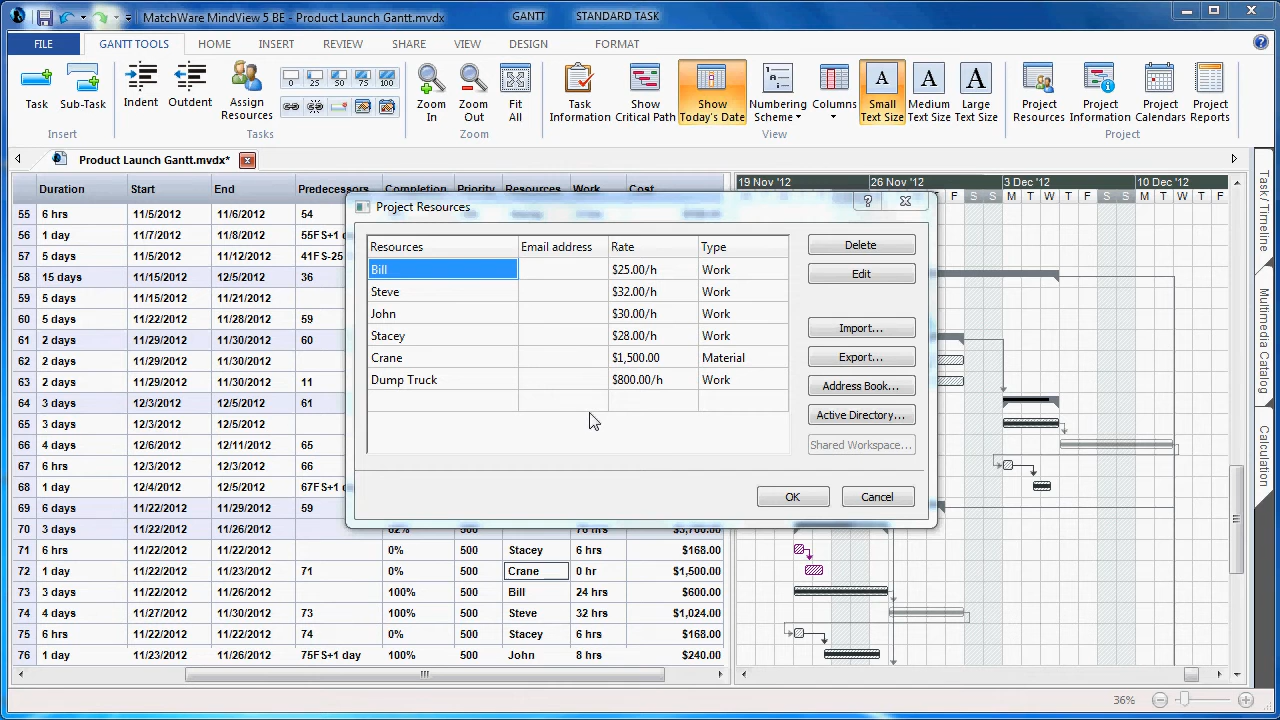 MatchWare MindView 5 BE - Product Launch Gantt.mvdx
GANTT
STANDARD TASK
FILE
GANTT TOOLS
HOME
INSERT
REVIEW
SHARE
VIEW
DESIGN
FORMAT
Task
Sub-Task
Insert
Indent
Outdent
Assign
Resources
0
25
50
75
100
Tasks
Zoom
In
Zoom
Out
Fit
All
Zoom
Task
Information
Show
Critical Path
Show
Today's Date
Numbering
Scheme
Columns
Small
Text Size
Medium
Text Size
Large
Text Size
View
Project
Resources
Project
Information
Project
Calendars
Project
Reports
Project
Product Launch Gantt.mvdx*
Duration Start End Predecessors Completion Priority Resources Work Cost
19 Nov '12 26 Nov '12 3 Dec '12 10 Dec '12
M T W T F S S M T W T F
55 6 hrs 11/5/2012 11/6/2012 54
56 1 day 11/7/2012 11/8/2012 55FS+1 d
57 5 days 11/5/2012 11/12/2012 41FS-25
58 15 days 11/15/2012 12/5/2012 36
59 5 days 11/15/2012 11/21/2012
60 5 days 11/22/2012 11/28/2012 59
61 2 days 11/29/2012 11/30/2012 60
62 2 days 11/29/2012 11/30/2012
63 2 days 11/29/2012 11/30/2012 11
64 3 days 12/3/2012 12/5/2012 61
65 3 days 12/3/2012 12/5/2012
66 4 days 12/6/2012 12/11/2012 65
67 6 hrs 12/3/2012 12/3/2012 66
68 1 day 12/4/2012 12/5/2012 67FS+1 d
69 6 days 11/22/2012 11/29/2012 59
70 3 days 11/22/2012 11/26/2012
71 6 hrs 11/22/2012 11/22/2012 0% 500 Stacey 6 hrs $168.00
72 1 day 11/22/2012 11/23/2012 71 0% 500 Crane 0 hr $1,500.00
73 3 days 11/22/2012 11/26/2012 100% 500 Bill 24 hrs $600.00
74 4 days 11/27/2012 11/30/2012 73 100% 500 Steve 32 hrs $1,024.00
75 6 hrs 11/22/2012 11/22/2012 74 100% 500 Stacey 6 hrs $168.00
76 1 day 11/23/2012 11/26/2012 75FS+1 day 100% 500 John 8 hrs $240.00
Project Resources
Resources Email address Rate Type
Bill $25.00/h Work
Steve $32.00/h Work
John $30.00/h Work
Stacey $28.00/h Work
Crane $1,500.00 Material
Dump Truck $800.00/h Work
Delete
Edit
Import...
Export...
Address Book...
Active Directory...
Shared Workspace...
OK
Cancel
Task / Timeline
Multimedia Catalog
Calculation
36%